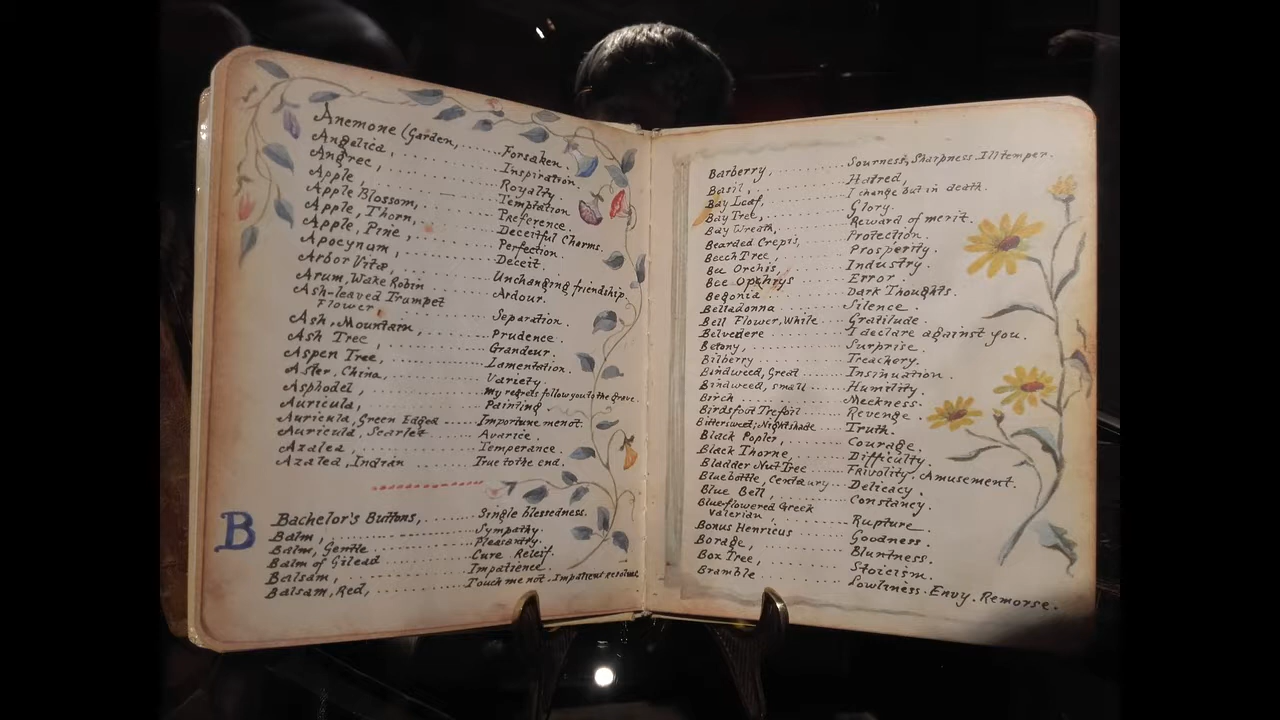 Anemone (Garden, ........ Forsaken.
Angelica, ........ Inspiration
Angrec, ........ Royalty
Apple, ........ Temptation
Apple Blossom, ........ Preference.
Apple, Thorn, ........ Deceitful Charms.
Apple, Pine, ........ Perfection.
Apocynum ........ Deceit.
Arbor Vitæ, ........ Unchanging friendship.
Arum, Wake Robin ........ Ardour.
Ash-leaved Trumpet
Flower ........ Separation.
Ash, Mountain, ........ Prudence.
Ash Tree, ........ Grandeur.
Aspen Tree, ........ Lamentation.
Aster, China, ........ Variety.
Asphodel, ........ my regrets follow you to the grave.
Auricula, ........ Painting
Auricula, Green Edged ........ Importune me not.
Auricula, Scarlet ........ Avarice.
Azalea, ........ Temperance.
Azalea, Indian ........ True to the end.
B
Bachelor's Buttons, ........ Single blessedness.
Balm, ........ Sympathy.
Balm, Gentle ........ Pleasantry.
Balm of Gilead ........ Cure Releif.
Balsam, ........ Impatience.
Balsam, Red, ........ Touch me not, Impatient resolve
Barberry, ........ Sourness, Sharpness Ill temper.
Basil, ........ Hatred,
Bay Leaf, ........ I change but in death.
Bay Tree, ........ Glory.
Bay Wreath, ........ Reward of merit.
Bearded Crepis, ........ Protection.
Beech Tree, ........ Prosperity.
Bee Orchis, ........ Industry.
Bee Ophhrys ........ Error.
Begonia ........ Dark Thoughts.
Belladonna ........ Silence.
Bell Flower, While ........ Gratitude.
Belvedere ........ I declare against you.
Betony, ........ Surprise.
Bilberry ........ Treachery.
Bindweed, Great ........ Insinuation.
Bindweed, small ........ Humility.
Birch ........ Meekness.
Birdsfoot Trefoil ........ Revenge.
Bittersweet; Nightshade ........ Truth.
Black Popler, ........ Courage.
Black Thorne, ........ Difficulty.
Bladder Nut Tree ........ Frivolity, Amusement.
Bluebottle, Centaury ........ Delicacy.
Blue Bell, ........ Constancy.
Blueflowered Greek
Valerian, ........ Rupture
Bonus Henricus ........ Goodness.
Borage, ........ Bluntness.
Box Tree, ........ Stoicism.
Bramble ........ Lowliness. Envy. Remorse.